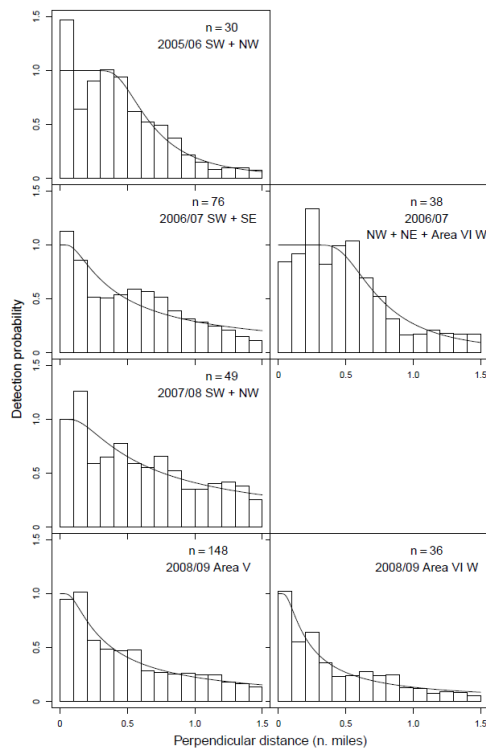 n = 30
2005/06 SW + NW
0.0
0.5
1.0
1.5
n = 76
2006/07 SW + SE
0.0
0.5
1.0
1.5
n = 38
2006/07
NW + NE + Area VI W
0.0
0.5
1.0
1.5
n = 49
2007/08 SW + NW
0.0
0.5
1.0
1.5
n = 148
2008/09 Area V
0
0.5
1.0
1.5
0
0.5
1.0
1.5
n = 36
2008/09 Area VI W
0
0.5
1.0
1.5
Detection probability
Perpendicular distance (n. miles)